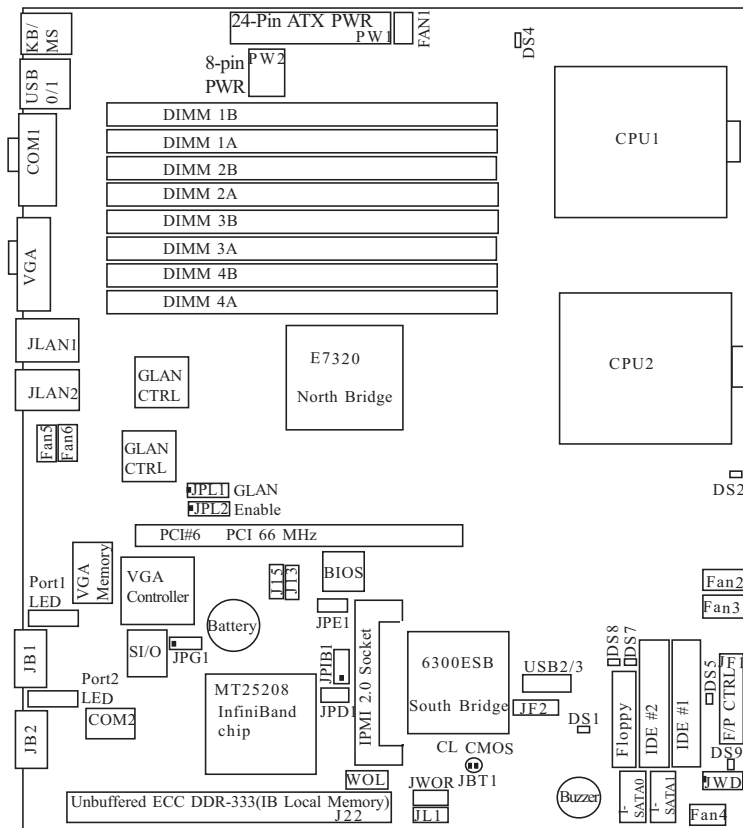 24-Pin ATX PWR
PW1
FAN1
KB/
MS
DS4
8-pin
PWR
PW2
USB
0/1
COM1
DIMM 1B
DIMM 1A
DIMM 2B
DIMM 2A
DIMM 3B
DIMM 3A
DIMM 4B
DIMM 4A
CPU1
VGA
JLAN1
JLAN2
GLAN
CTRL
E7320
North Bridge
CPU2
Fan5
Fan6
GLAN
CTRL
DS2
JPL1 GLAN
JPL2 Enable
PCI#6 PCI 66 MHz
VGA
Memory
VGA
Controller
J15
J13
BIOS
Fan2
Fan3
Port1
LED
Battery
JPE1
SI/O
JPG1
JPIB1
IPMI 2.0 Socket
6300ESB
South Bridge
USB2/3
DS8
DS7
JF1
DS5
F/P CTRL
JB1
Port2
LED
MT25208
InfiniBand
chip
JPD1
JF2
DS1
Floppy
IDE #2
IDE #1
COM2
JB2
CL CMOS
JBT1
DS9
WOL
JWOR
Buzzer
I-
SATA0
I-
SATA1
JWD
Unbuffered ECC DDR-333(IB Local Memory)
J22
JL1
Fan4